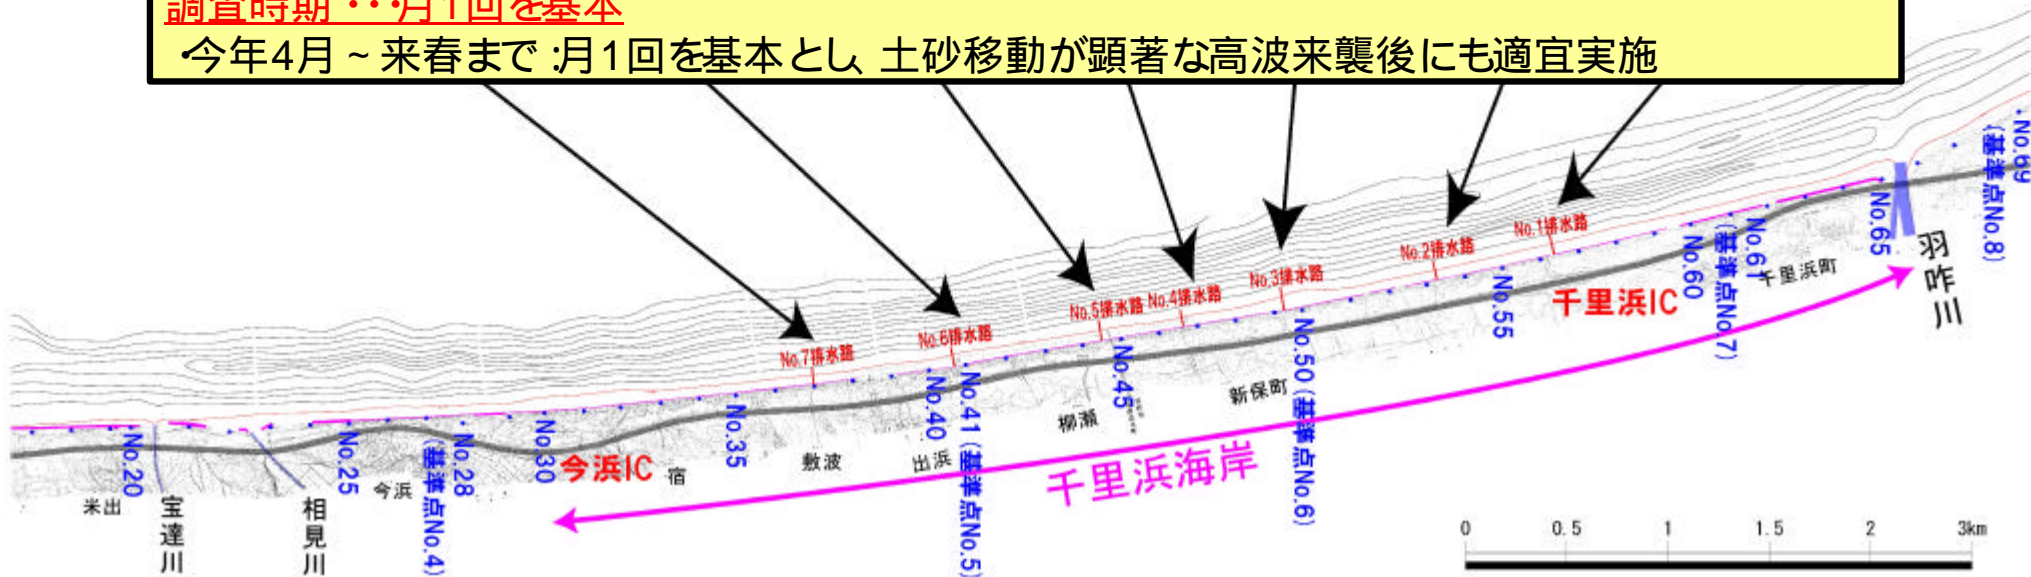 調査時期・・・月1回を基本
・今年4月～来春まで:月1回を基本とし、土砂移動が顕著な高波来襲後にも適宜実施
No.69
(基準点No.8)
No.1排水路
No.2排水路
No.3排水路
No.4排水路
No.5排水路
No.6排水路
No.7排水路
No.65
羽咋川
No.61
(基準点No.7)
千里浜町
No.60
千里浜IC
No.55
No.50(基準点No.6)
新保町
No.45
柳瀬
No.41(基準点No.5)
No.40
出浜
敷波
No.35
宿
今浜IC
No.30
No.28
(基準点No.4)
今浜
No.25
相見川
宝達川
No.20
米出
千里浜海岸
0 0.5 1 1.5 2 3km